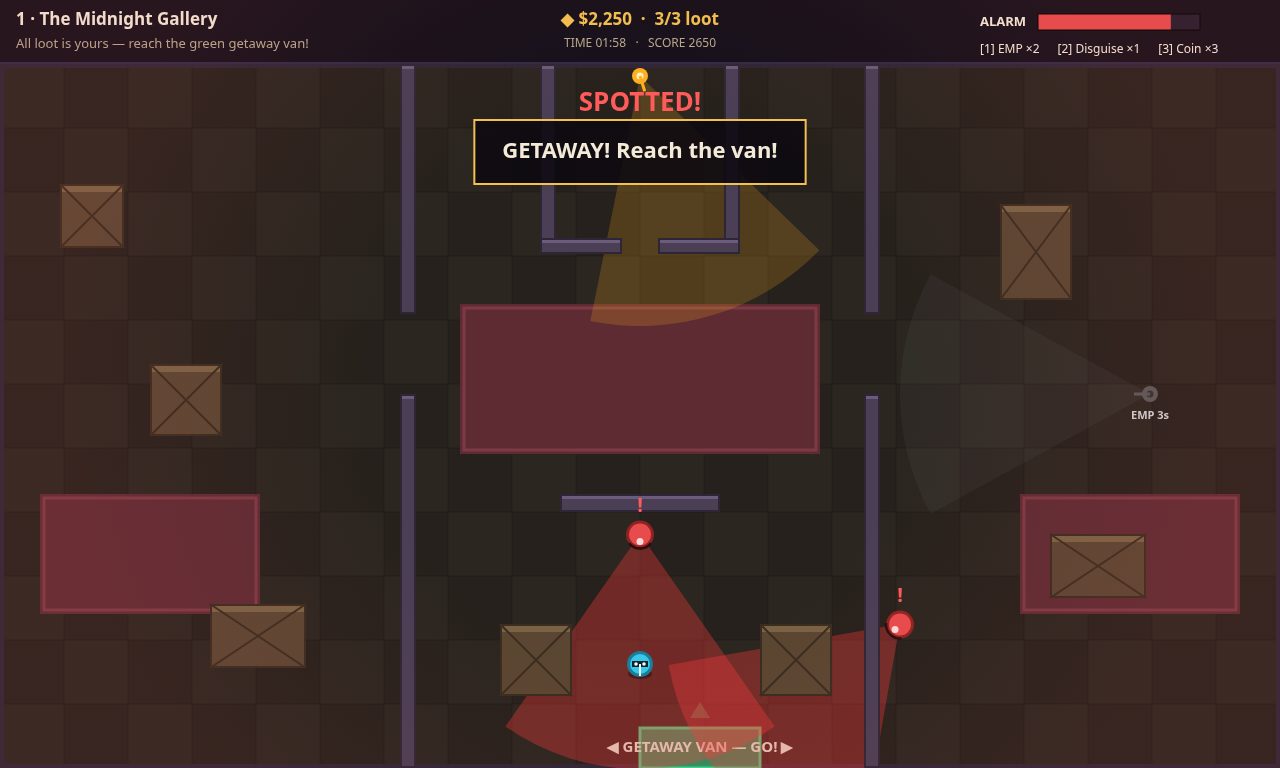 1 · The Midnight Gallery
All loot is yours — reach the green getaway van!
◆ $2,250 · 3/3 loot
TIME 01:58 · SCORE 2650
ALARM
[1] EMP ×2 [2] Disguise ×1 [3] Coin ×3
SPOTTED!
GETAWAY! Reach the van!
EMP 3s
!
!
◀ GETAWAY VAN — GO! ▶